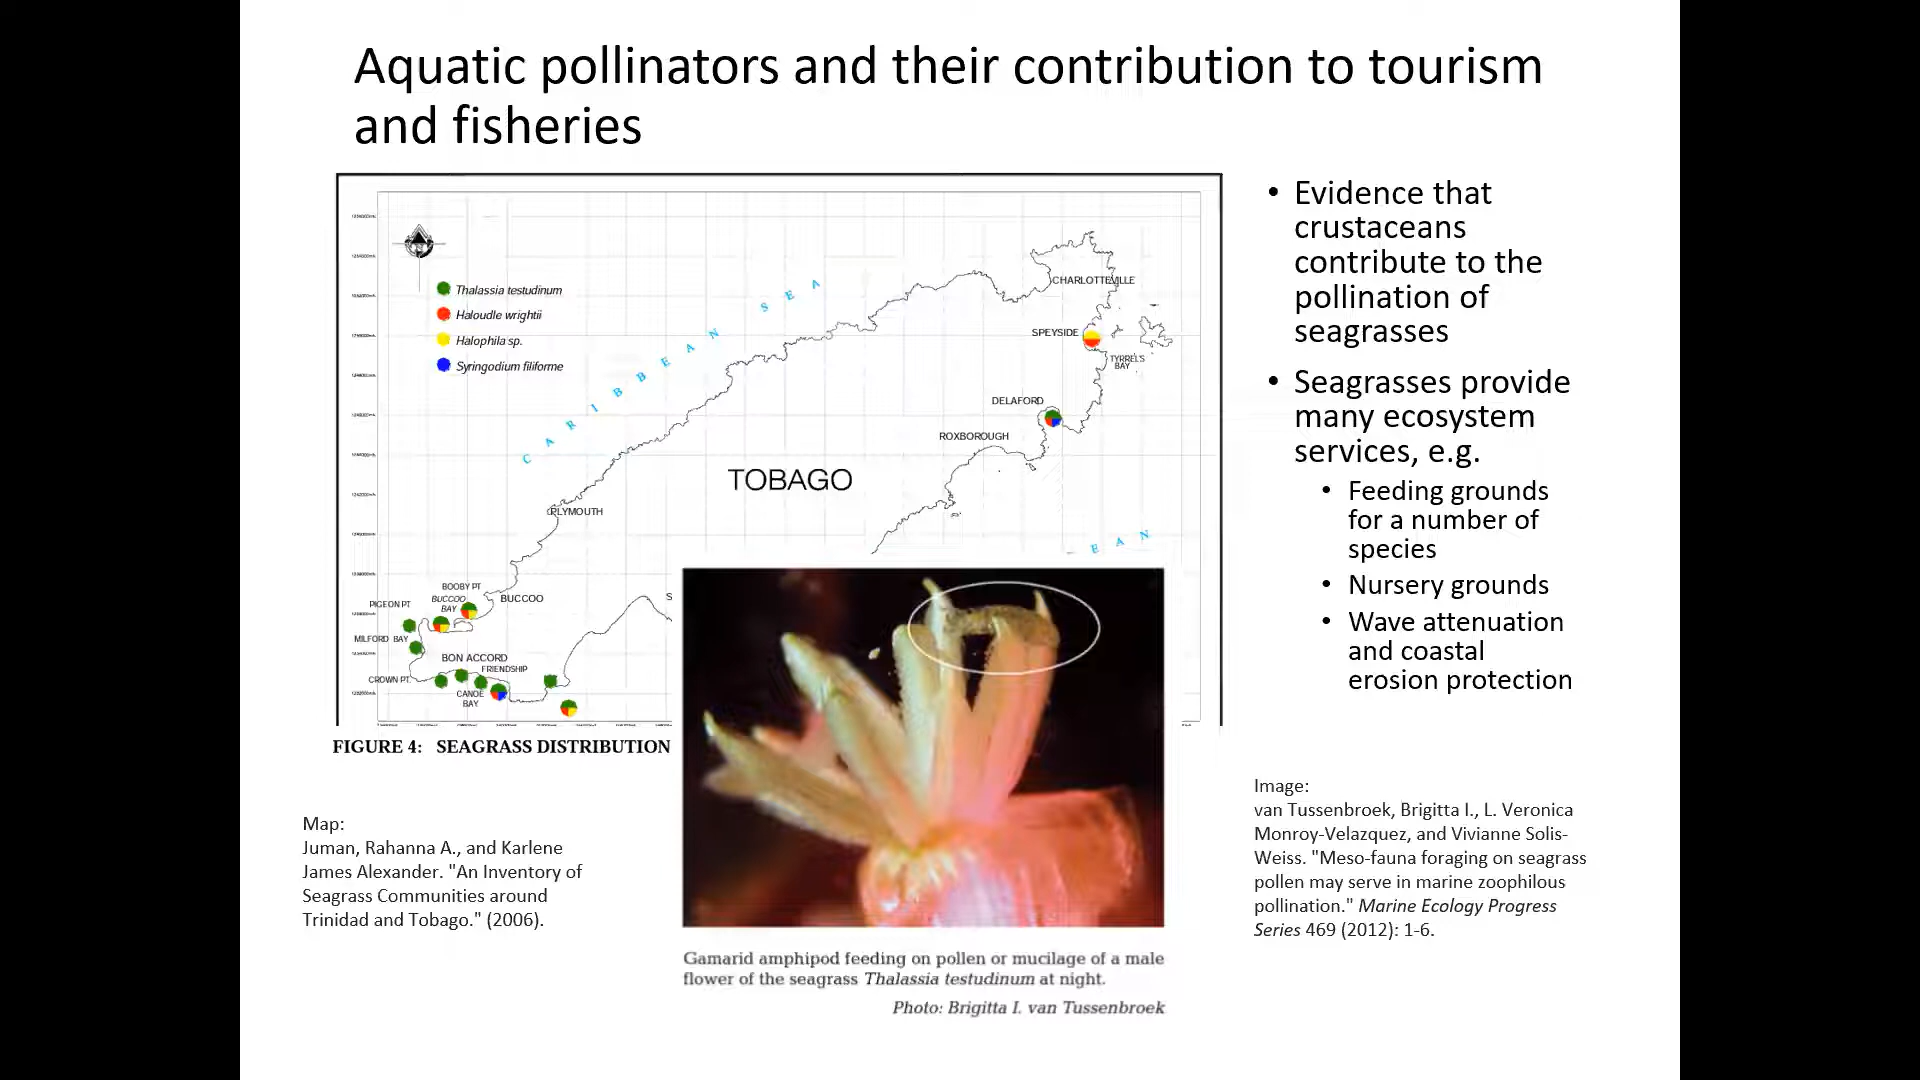 Aquatic pollinators and their contribution to tourism
and fisheries
Thalassia testudinum
Haloudle wrightii
Halophila sp.
Syringodium filiforme
CARIBBEAN SEA
CHARLOTTEVILLE
SPEYSIDE
TYRREL'S
BAY
DELAFORD
ROXBOROUGH
TOBAGO
PLYMOUTH
EAN
BOOBY PT
BUCCOO
BAY
BUCCOO
PIGEON PT
MILFORD BAY
BON ACCORD
FRIENDSHIP
CROWN PT.
CANOE
BAY
S
FIGURE 4: SEAGRASS DISTRIBUTION
• Evidence that
crustaceans
contribute to the
pollination of
seagrasses
• Seagrasses provide
many ecosystem
services, e.g.
• Feeding grounds
for a number of
species
• Nursery grounds
• Wave attenuation
and coastal
erosion protection
Map:
Juman, Rahanna A., and Karlene
James Alexander. "An Inventory of
Seagrass Communities around
Trinidad and Tobago." (2006).
Gamarid amphipod feeding on pollen or mucilage of a male
flower of the seagrass Thalassia testudinum at night.
Photo: Brigitta I. van Tussenbroek
Image:
van Tussenbroek, Brigitta I., L. Veronica
Monroy-Velazquez, and Vivianne Solis-
Weiss. "Meso-fauna foraging on seagrass
pollen may serve in marine zoophilous
pollination." Marine Ecology Progress
Series 469 (2012): 1-6.